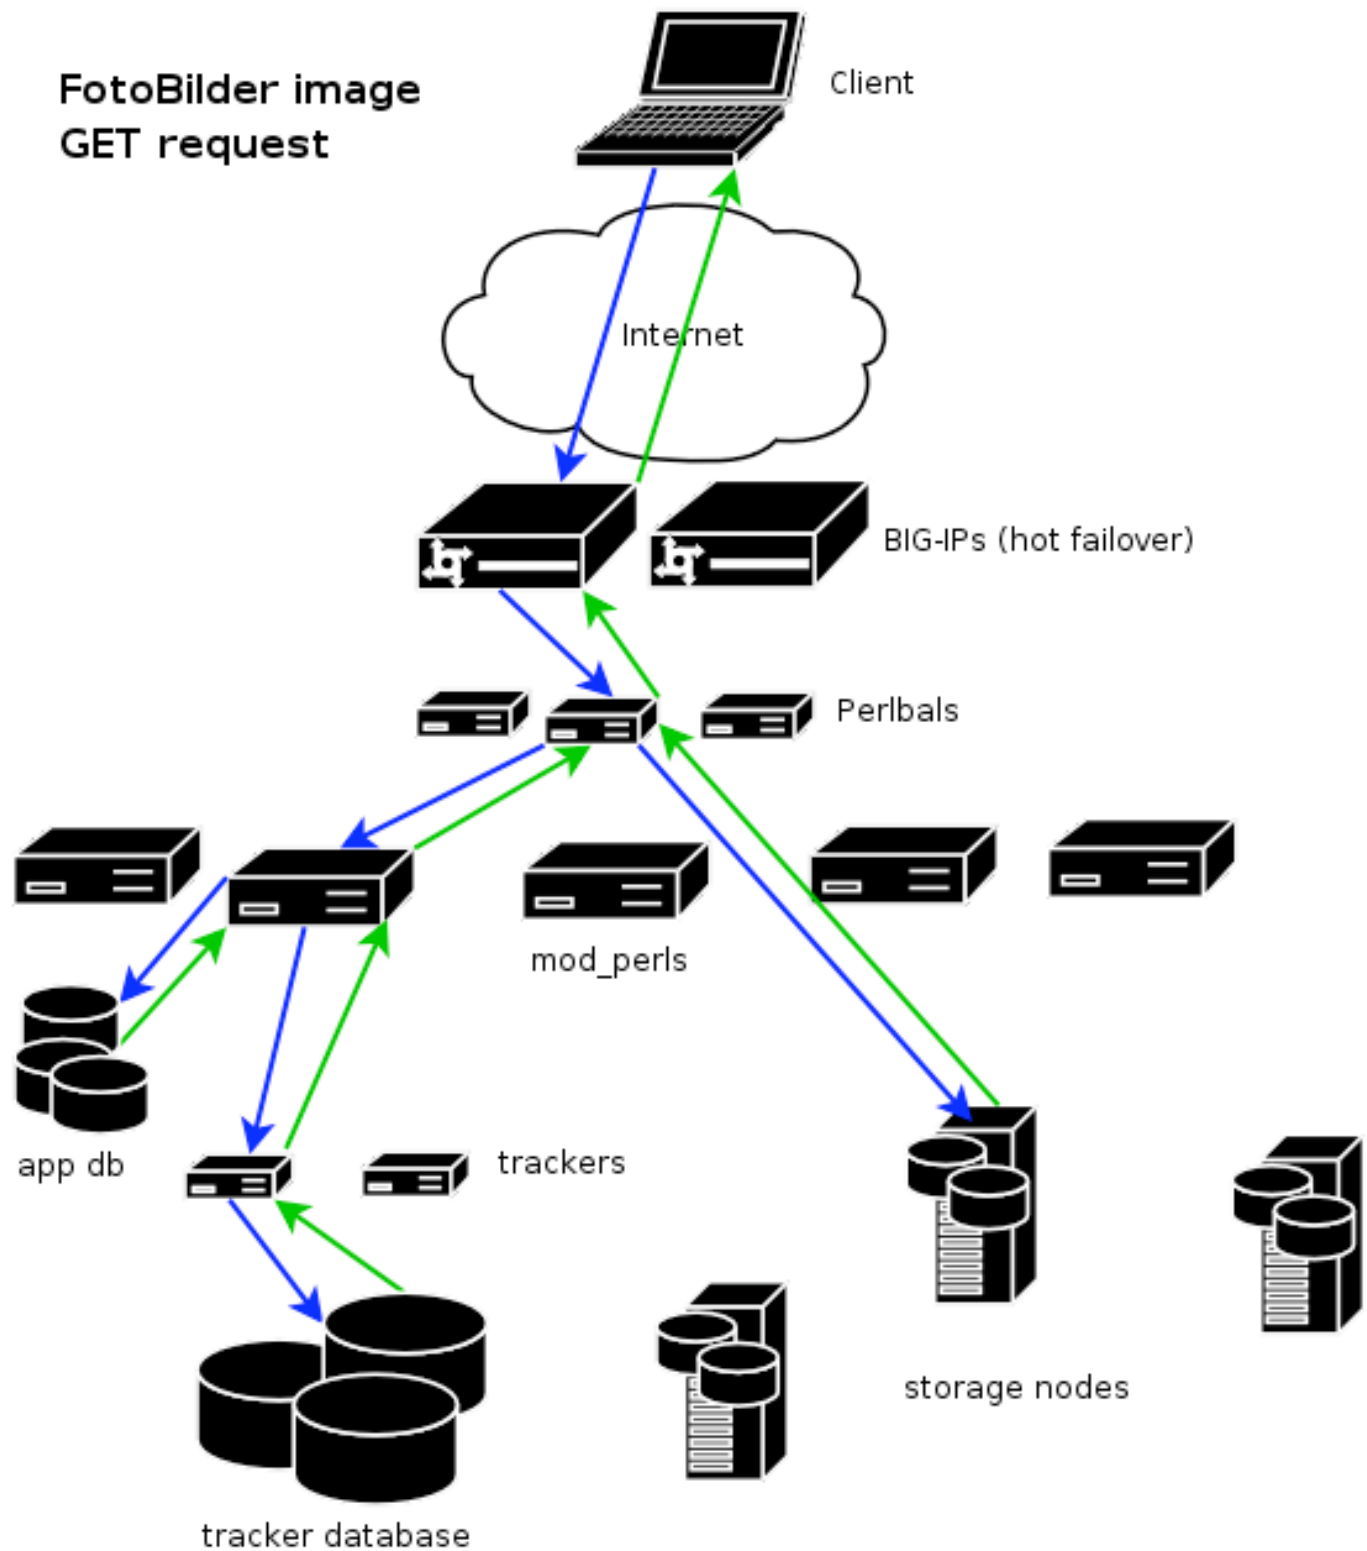 FotoBilder image
GET request
Client
Internet
BIG-IPs (hot failover)
Perlbals
mod_perls
app db
trackers
storage nodes
tracker database